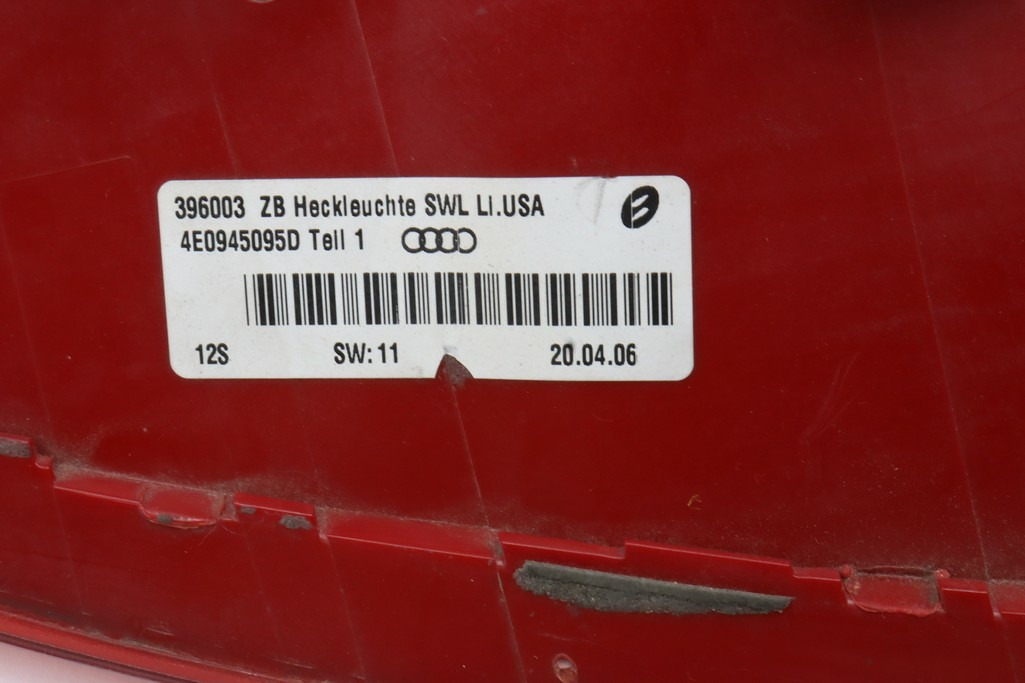 396003 ZB Heckleuchte SWL Li.USA
4E0945095D Teil 1
12S SW: 11 20.04.06